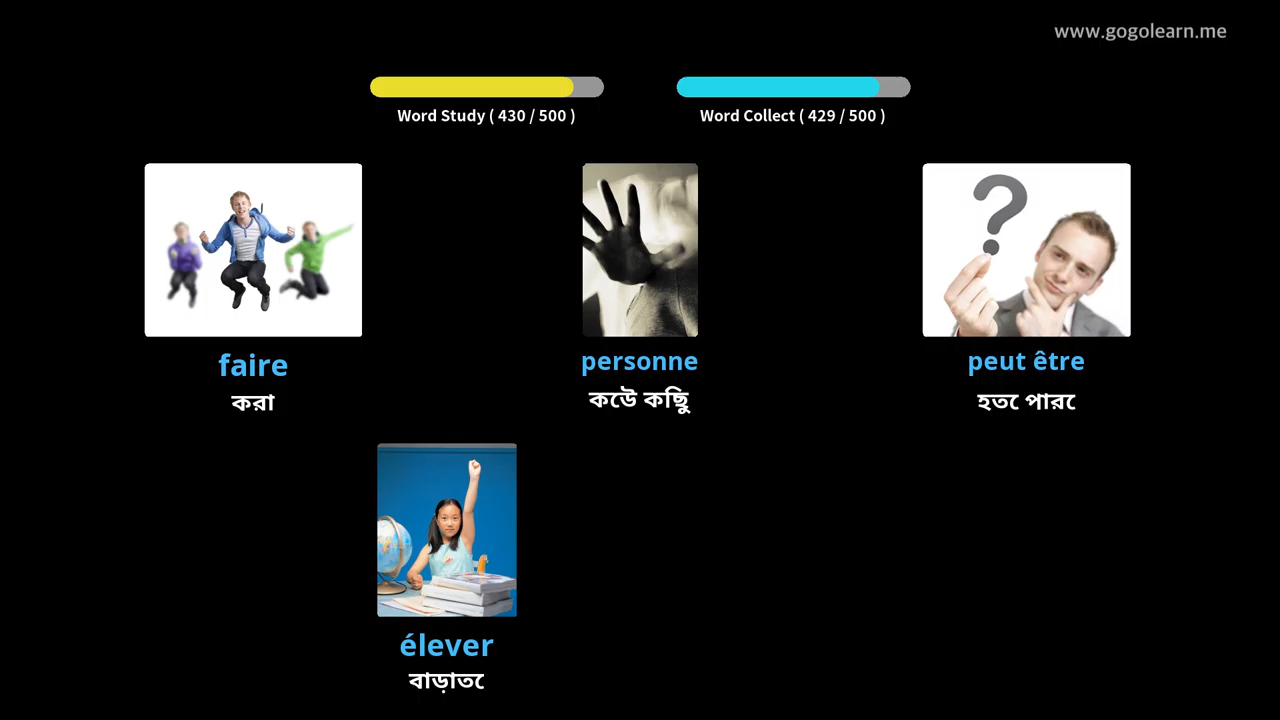 www.gogolearn.me
Word Study ( 430 / 500 )
Word Collect ( 429 / 500 )
faire
করা
personne
কেউ কিছু
peut être
হতে পারে
élever
বাড়াতে